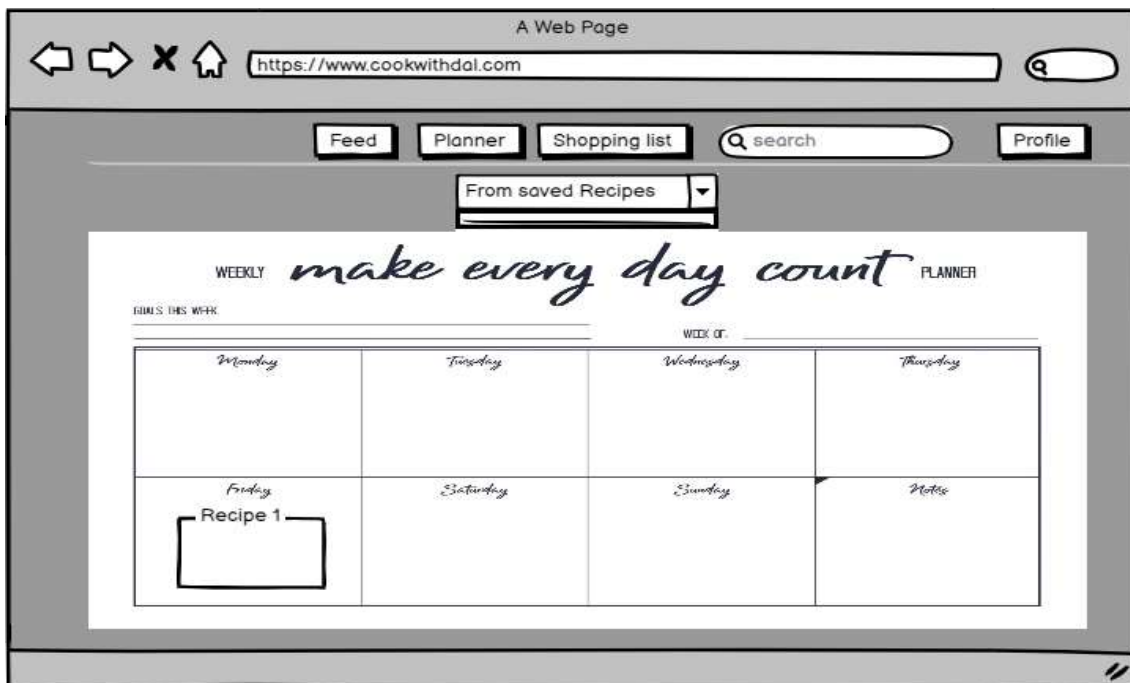 A Web Page
https://www.cookwithdal.com
Feed Planner Shopping list search Profile
From saved Recipes
WEEKLY make every day count PLANNER
GOALS THIS WEEK
WEEK OF:
Monday Tuesday Wednesday Thursday
Friday Saturday Sunday Notes
Recipe 1